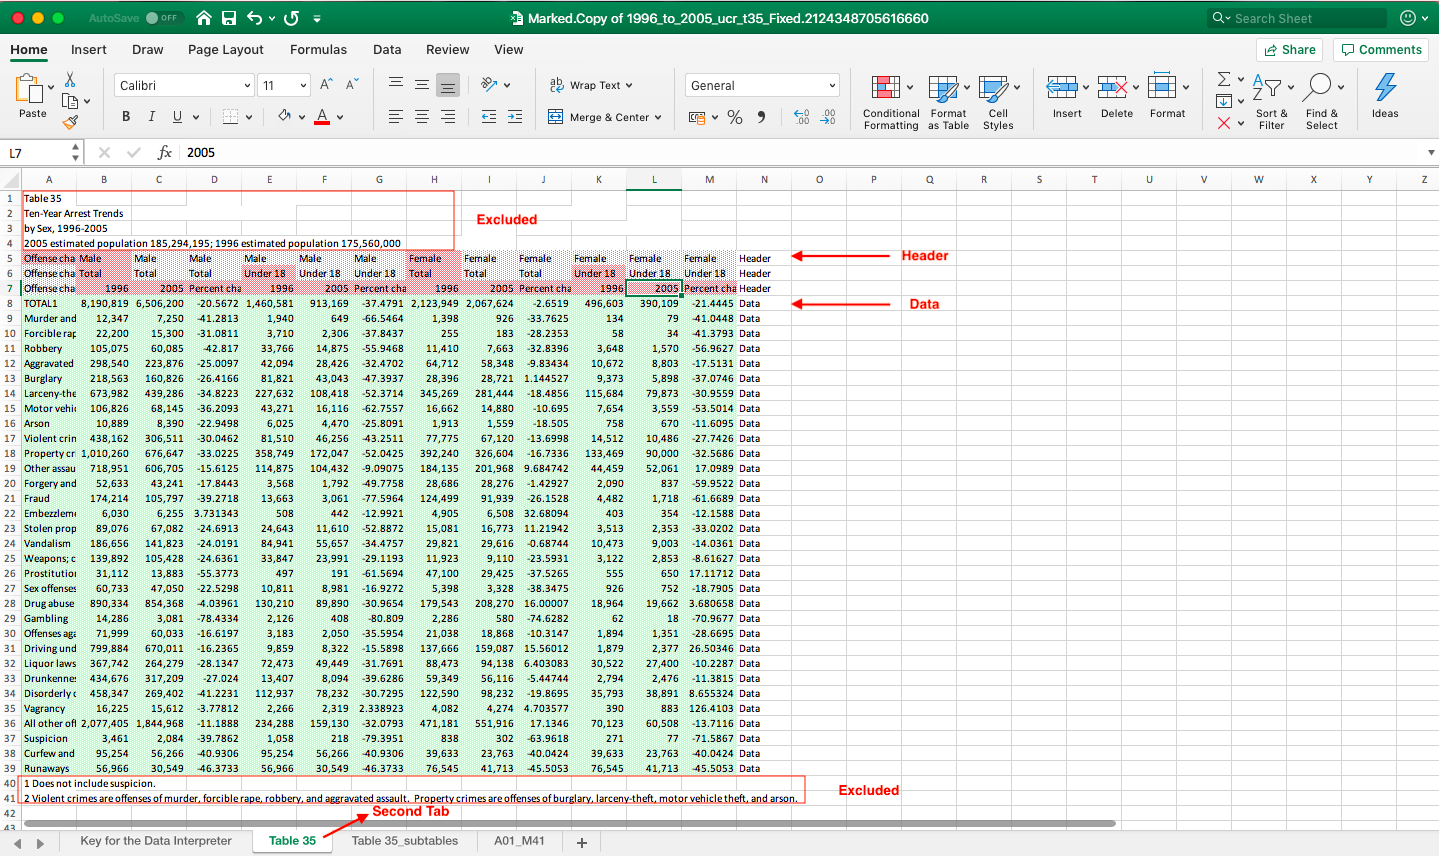 AutoSave OFF Marked.Copy of 1996_to_2005_ucr_t35_Fixed.2124348705616660 Search Sheet
Home Insert Draw Page Layout Formulas Data Review View Share Comments
Calibri 11 Wrap Text General
Paste B I U A Merge & Center % Conditional Formatting Format as Table Cell Styles Insert Delete Format Sort & Filter Find & Select Ideas
L7 fx 2005
A B C D E F G H I J K L M N O P Q R S T U V W X Y Z
1 Table 35
2 Ten-Year Arrest Trends Excluded
3 by Sex, 1996-2005
4 2005 estimated population 185,294,195; 1996 estimated population 175,560,000
5 Offense cha Male Male Male Male Male Male Female Female Female Female Female Female Header Header
6 Offense cha Total Total Total Under 18 Under 18 Under 18 Total Total Total Under 18 Under 18 Under 18 Header
7 Offense cha 1996 2005 Percent cha 1996 2005 Percent cha 1996 2005 Percent cha 1996 2005 Percent cha Header
8 TOTAL1 8,190,819 6,506,200 -20.5672 1,460,581 913,169 -37.4791 2,123,949 2,067,624 -2.6519 496,603 390,109 -21.4445 Data Data
9 Murder and 12,347 7,250 -41.2813 1,940 649 -66.5464 1,398 926 -33.7625 134 79 -41.0448 Data
10 Forcible rap 22,200 15,300 -31.0811 3,710 2,306 -37.8437 255 183 -28.2353 58 34 -41.3793 Data
11 Robbery 105,075 60,085 -42.817 33,766 14,875 -55.9468 11,410 7,663 -32.8396 3,648 1,570 -56.9627 Data
12 Aggravated 298,540 223,876 -25.0097 42,094 28,426 -32.4702 64,712 58,348 -9.83434 10,672 8,803 -17.5131 Data
13 Burglary 218,563 160,826 -26.4166 81,821 43,043 -47.3937 28,396 28,721 1.144527 9,373 5,898 -37.0746 Data
14 Larceny-the 673,982 439,286 -34.8223 227,632 108,418 -52.3714 345,269 281,444 -18.4856 115,684 79,873 -30.9559 Data
15 Motor vehic 106,826 68,145 -36.2093 43,271 16,116 -62.7557 16,662 14,880 -10.695 7,654 3,559 -53.5014 Data
16 Arson 10,889 8,390 -22.9498 6,025 4,470 -25.8091 1,913 1,559 -18.505 758 670 -11.6095 Data
17 Violent crin 438,162 306,511 -30.0462 81,510 46,256 -43.2511 77,775 67,120 -13.6998 14,512 10,486 -27.7426 Data
18 Property cr 1,010,260 676,647 -33.0225 358,749 172,047 -52.0425 392,240 326,604 -16.7336 133,469 90,000 -32.5686 Data
19 Other assau 718,951 606,705 -15.6125 114,875 104,432 -9.09075 184,135 201,968 9.684742 44,459 52,061 17.0989 Data
20 Forgery and 52,633 43,241 -17.8443 3,568 1,792 -49.7758 28,686 28,276 -1.42927 2,090 837 -59.9522 Data
21 Fraud 174,214 105,797 -39.2718 13,663 3,061 -77.5964 124,499 91,939 -26.1528 4,482 1,718 -61.6689 Data
22 Embezzleme 6,030 6,255 3.731343 508 442 -12.9921 4,905 6,508 32.68094 403 354 -12.1588 Data
23 Stolen prop 89,076 67,082 -24.6913 24,643 11,610 -52.8872 15,081 16,773 11.21942 3,513 2,353 -33.0202 Data
24 Vandalism 186,656 141,823 -24.0191 84,941 55,657 -34.4757 29,821 29,616 -0.68744 10,473 9,003 -14.0361 Data
25 Weapons; c 139,892 105,428 -24.6361 33,847 23,991 -29.1193 11,923 9,110 -23.5931 3,122 2,853 -8.61627 Data
26 Prostitution 31,112 13,883 -55.3773 497 191 -61.5694 47,100 29,425 -37.5265 555 650 17.11712 Data
27 Sex offenses 60,733 47,050 -22.5298 10,811 8,981 -16.9272 5,398 3,328 -38.3475 926 752 -18.7905 Data
28 Drug abuse 890,334 854,368 -4.03961 130,210 89,890 -30.9654 179,543 208,270 16.00007 18,964 19,662 3.680658 Data
29 Gambling 14,286 3,081 -78.4334 2,126 408 -80.809 2,286 580 -74.6282 62 18 -70.9677 Data
30 Offenses aga 71,999 60,033 -16.6197 3,183 2,050 -35.5954 21,038 18,868 -10.3147 1,894 1,351 -28.6695 Data
31 Driving und 799,884 670,011 -16.2365 9,859 8,322 -15.5898 137,666 159,087 15.56012 1,879 2,377 26.50346 Data
32 Liquor laws 367,742 264,279 -28.1347 72,473 49,449 -31.7691 88,473 94,138 6.403083 30,522 27,400 -10.2287 Data
33 Drunkennes 434,676 317,209 -27.024 13,407 8,094 -39.6286 59,349 56,116 -5.44744 2,794 2,476 -11.3815 Data
34 Disorderly c 458,347 269,402 -41.2231 112,937 78,232 -30.7295 122,590 98,232 -19.8695 35,793 38,891 8.655324 Data
35 Vagrancy 16,225 15,612 -3.77812 2,266 2,319 2.338923 4,082 4,274 4.703577 390 883 126.4103 Data
36 All other off 2,077,405 1,844,968 -11.1888 234,288 159,130 -32.0793 471,181 551,916 17.1346 70,123 60,508 -13.7116 Data
37 Suspicion 3,461 2,084 -39.7862 1,058 218 -79.3951 838 302 -63.9618 271 77 -71.5867 Data
38 Curfew and 95,254 56,266 -40.9306 95,254 56,266 -40.9306 39,633 23,763 -40.0424 39,633 23,763 -40.0424 Data
39 Runaways 56,966 30,549 -46.3733 56,966 30,549 -46.3733 76,545 41,713 -45.5053 76,545 41,713 -45.5053 Data
40 1 Does not include suspicion.
41 2 Violent crimes are offenses of murder, forcible rape, robbery, and aggravated assault. Property crimes are offenses of burglary, larceny-theft, motor vehicle theft, and arson. Excluded
42 Second Tab
43
Key for the Data Interpreter Table 35 Table 35_subtables A01_M41 +